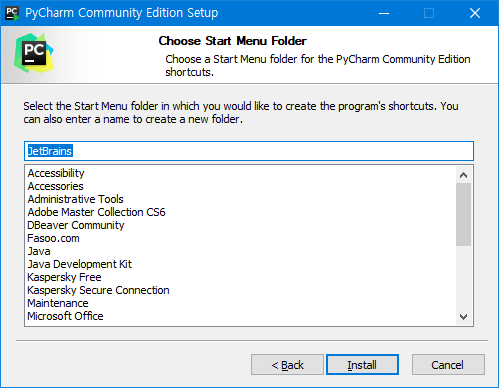 PyCharm Community Edition Setup
PC
Choose Start Menu Folder
Choose a Start Menu folder for the PyCharm Community Edition
shortcuts.
Select the Start Menu folder in which you would like to create the program's shortcuts. You
can also enter a name to create a new folder.
JetBrains
Accessibility
Accessories
Administrative Tools
Adobe Master Collection CS6
DBeaver Community
Fasoo.com
Java
Java Development Kit
Kaspersky Free
Kaspersky Secure Connection
Maintenance
Microsoft Office
< Back
Install
Cancel